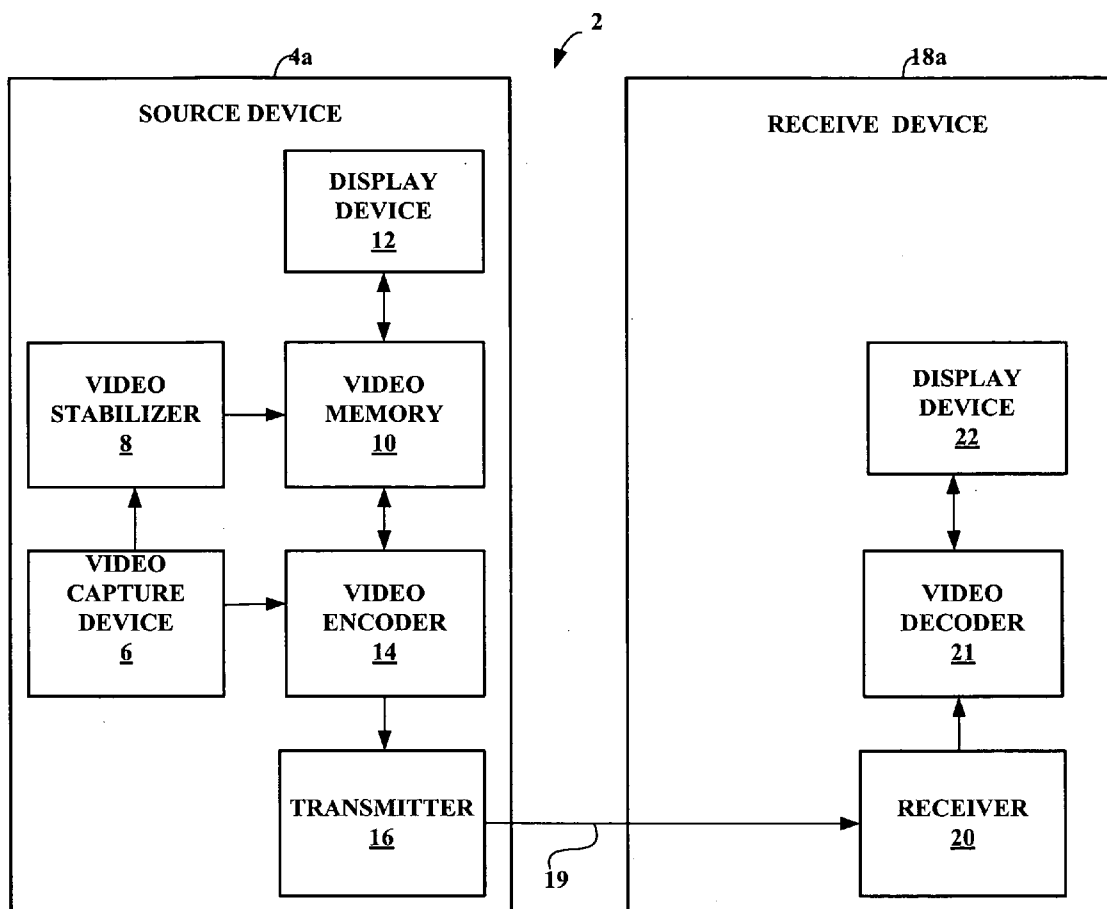 2
4a
18a
SOURCE DEVICE
RECEIVE DEVICE
DISPLAY
DEVICE
12
VIDEO
STABILIZER
8
VIDEO
MEMORY
10
DISPLAY
DEVICE
22
VIDEO
CAPTURE
DEVICE
6
VIDEO
ENCODER
14
VIDEO
DECODER
21
TRANSMITTER
16
RECEIVER
20
19